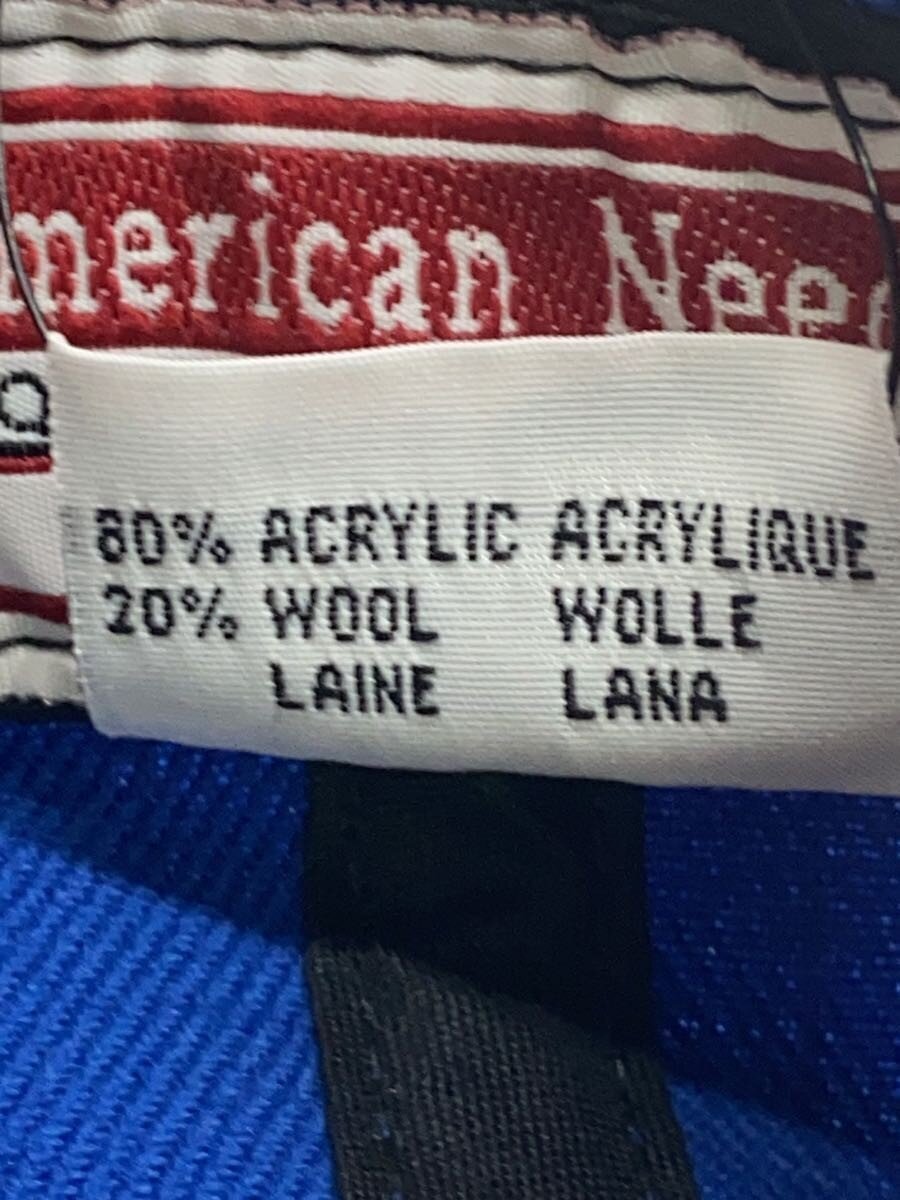 merican Nee
80% ACRYLIC ACRYLIQUE
20% WOOL WOLLE
LAINE LANA